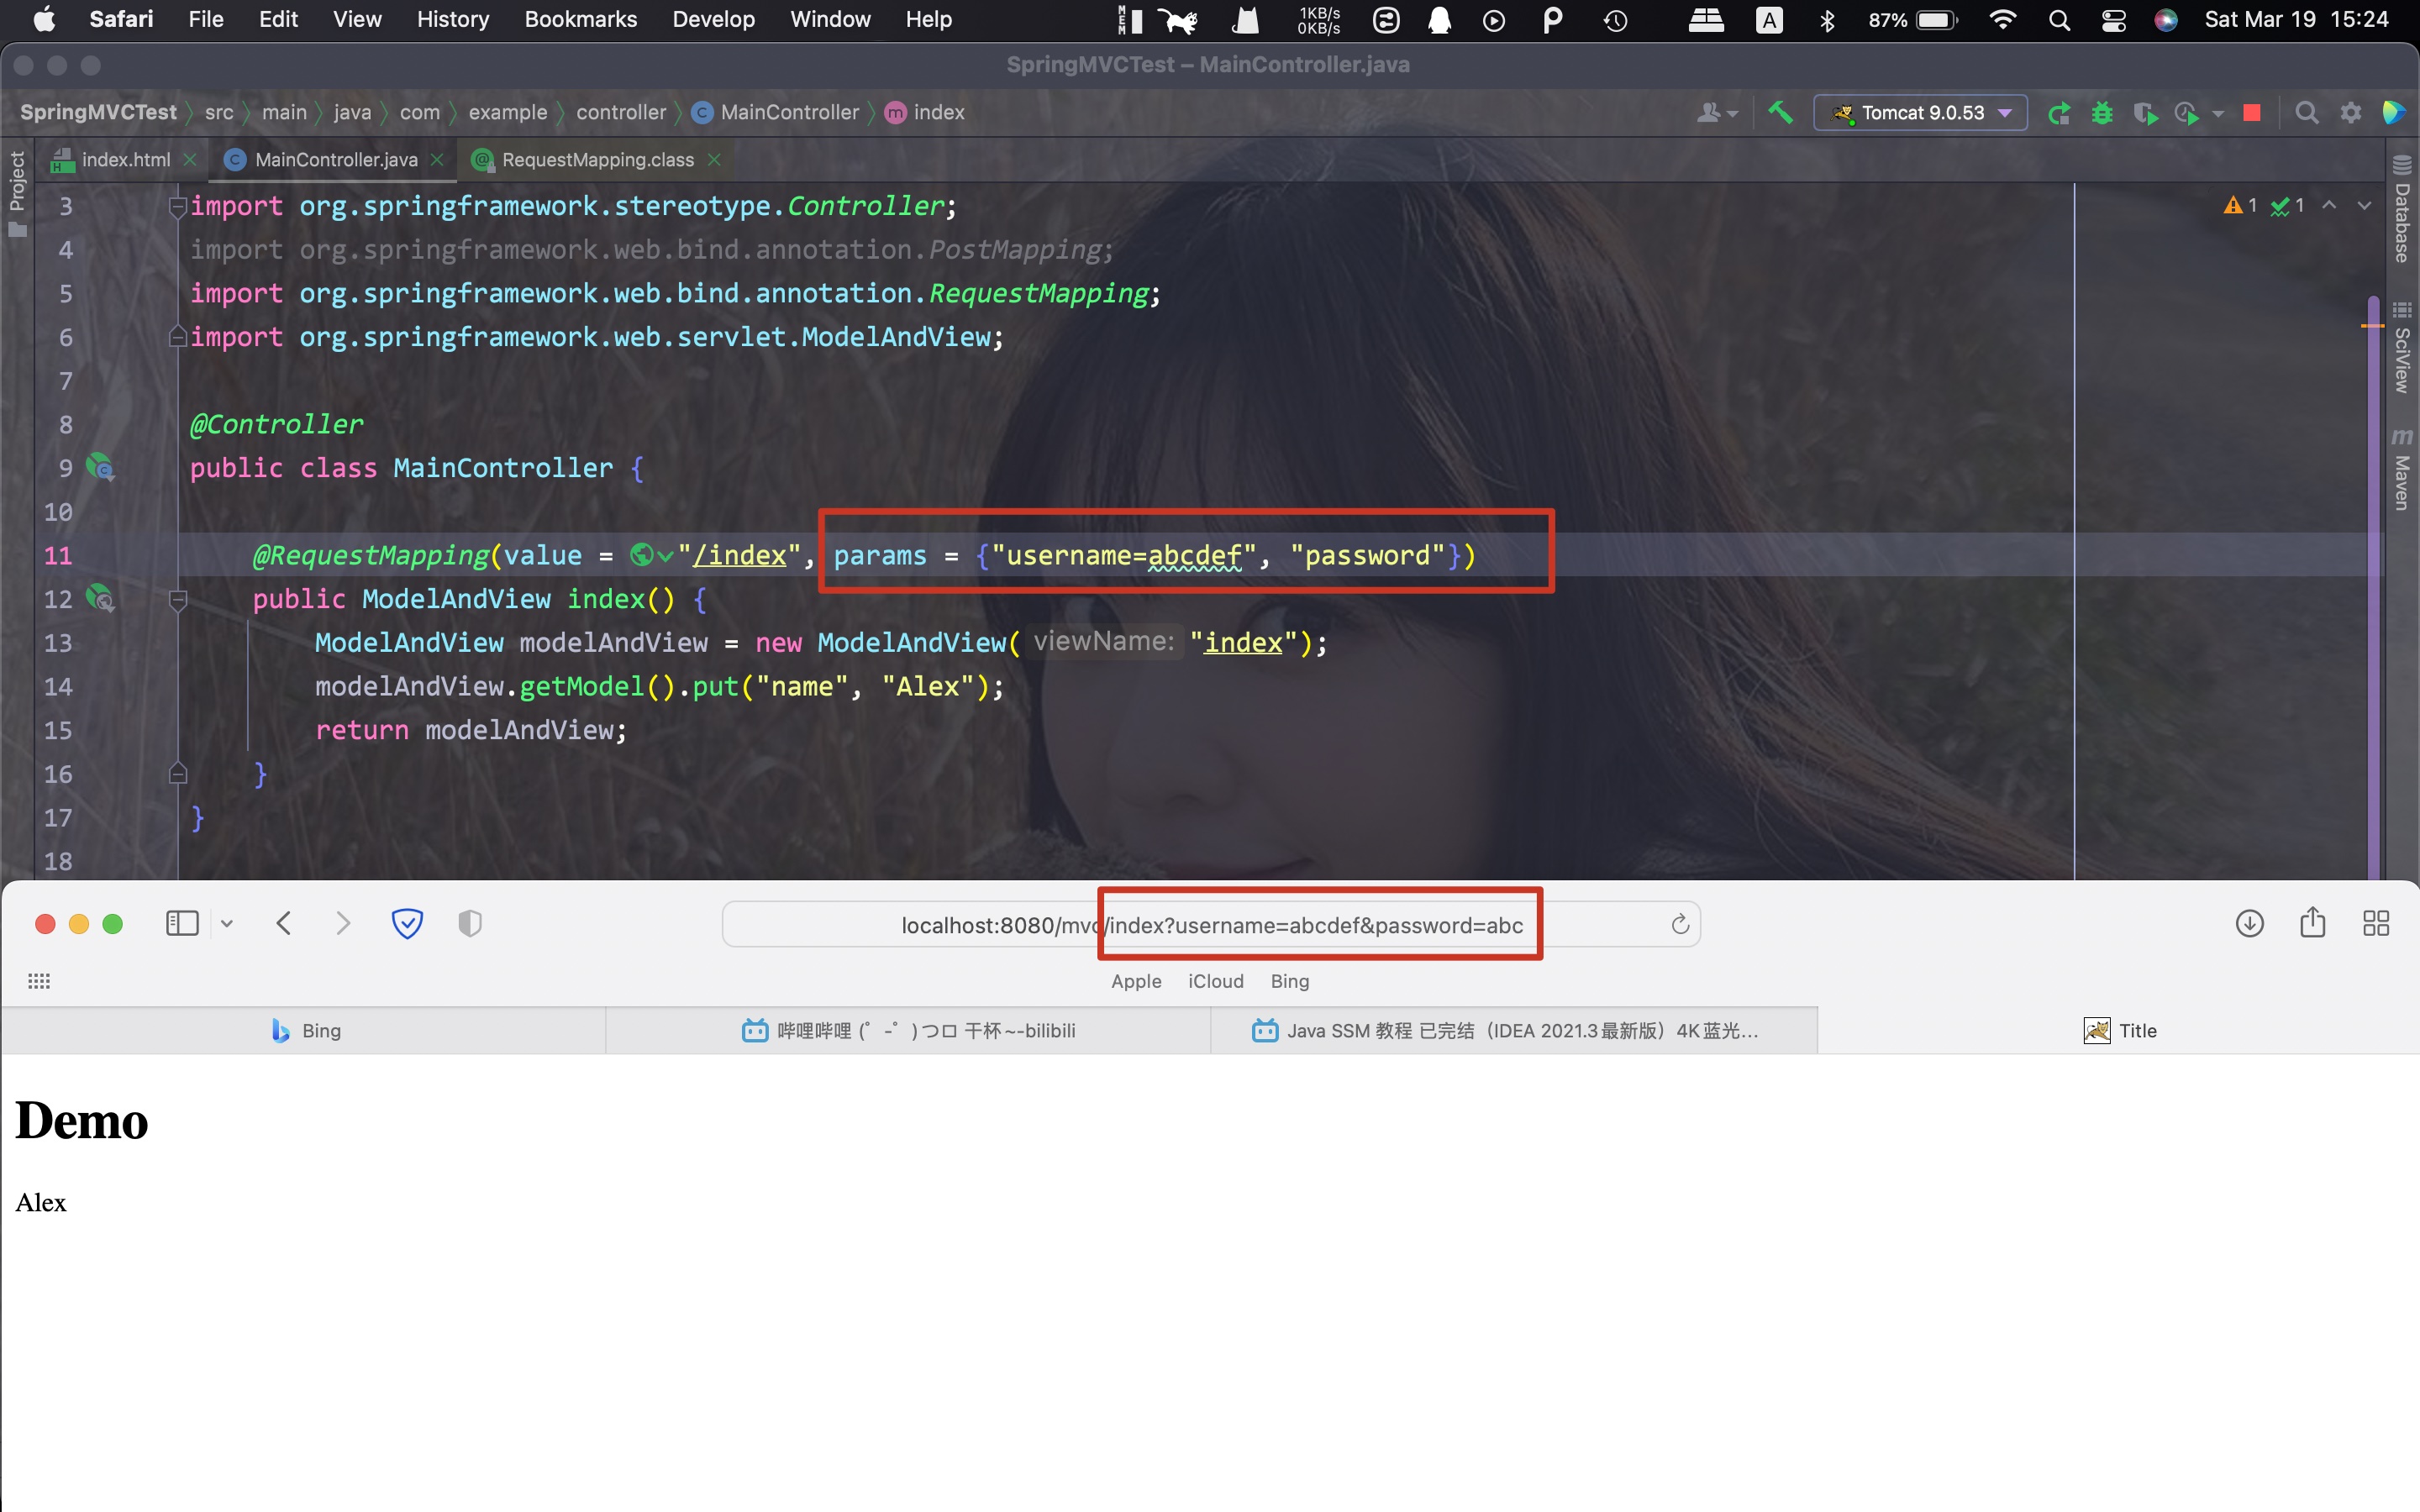 Safari File Edit View History Bookmarks Develop Window Help MEM 1KB/s 0KB/s A 87% Sat Mar 19 15:24
SpringMVCTest – MainController.java
SpringMVCTest src main java com example controller C MainController m index Tomcat 9.0.53
index.html MainController.java RequestMapping.class
Project
3 import org.springframework.stereotype.Controller;
4 import org.springframework.web.bind.annotation.PostMapping;
5 import org.springframework.web.bind.annotation.RequestMapping;
6 import org.springframework.web.servlet.ModelAndView;
7
8 @Controller
9 public class MainController {
10
11 @RequestMapping(value = "/index", params = {"username=abcdef", "password"})
12 public ModelAndView index() {
13 ModelAndView modelAndView = new ModelAndView( viewName: "index");
14 modelAndView.getModel().put("name", "Alex");
15 return modelAndView;
16 }
17 }
18
1 1
Database
SciView
Maven
localhost:8080/mvc/index?username=abcdef&password=abc
Apple iCloud Bing
Bing 哔哩哔哩 (゜-゜)つロ 干杯~-bilibili Java SSM 教程 已完结（IDEA 2021.3最新版）4K蓝光... Title
Demo
Alex